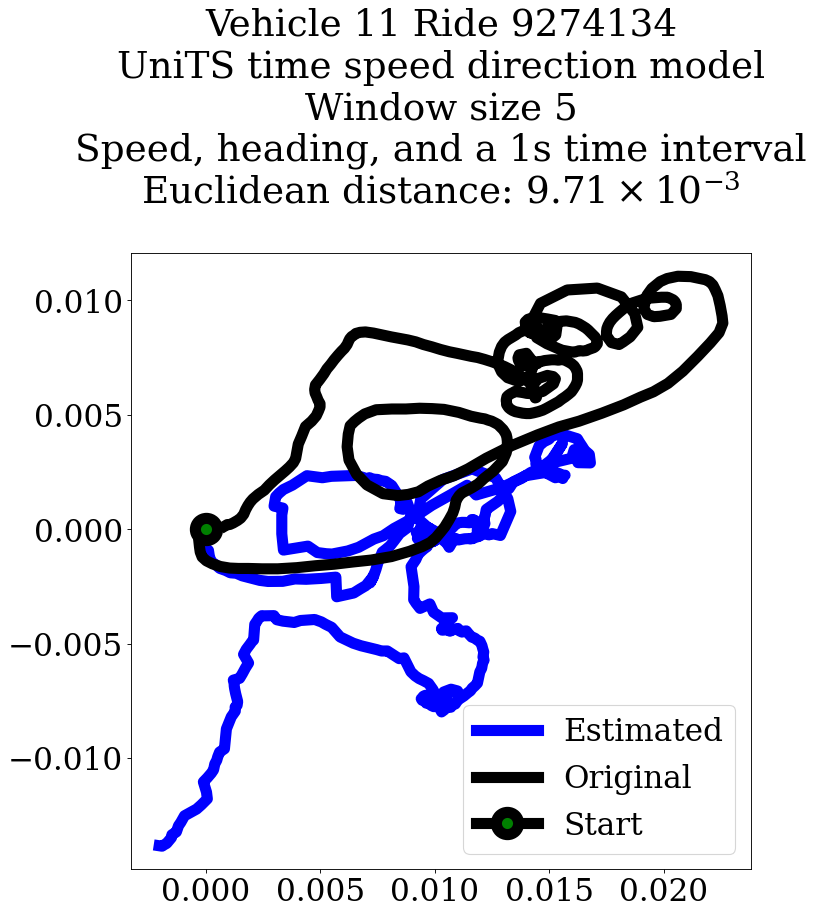 Vehicle 11 Ride 9274134
UniTS time speed direction model
Window size 5
Speed, heading, and a 1s time interval
Euclidean distance: 9.71 × 10⁻³
0.010
0.005
0.000
−0.005
−0.010
Estimated
Original
Start
0.000 0.005 0.010 0.015 0.020